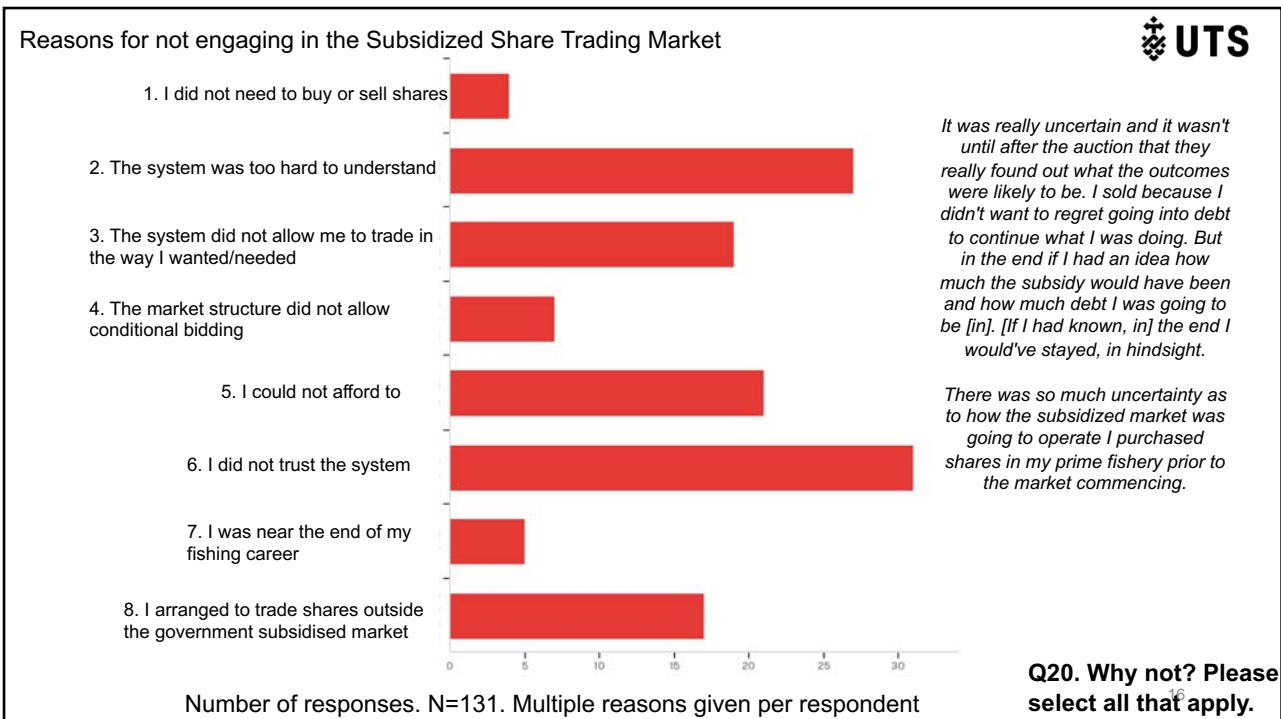 Reasons for not engaging in the Subsidized Share Trading Market
UTS
1. I did not need to buy or sell shares
2. The system was too hard to understand
3. The system did not allow me to trade in
the way I wanted/needed
4. The market structure did not allow
conditional bidding
5. I could not afford to
6. I did not trust the system
7. I was near the end of my
fishing career
8. I arranged to trade shares outside
the government subsidised market
0 5 10 15 20 25 30
Number of responses. N=131. Multiple reasons given per respondent
It was really uncertain and it wasn't
until after the auction that they
really found out what the outcomes
were likely to be. I sold because I
didn't want to regret going into debt
to continue what I was doing. But
in the end if I had an idea how
much the subsidy would have been
and how much debt I was going to
be [in]. [If I had known, in] the end I
would've stayed, in hindsight.
There was so much uncertainty as
to how the subsidized market was
going to operate I purchased
shares in my prime fishery prior to
the market commencing.
Q20. Why not? Please
select all that apply.
16